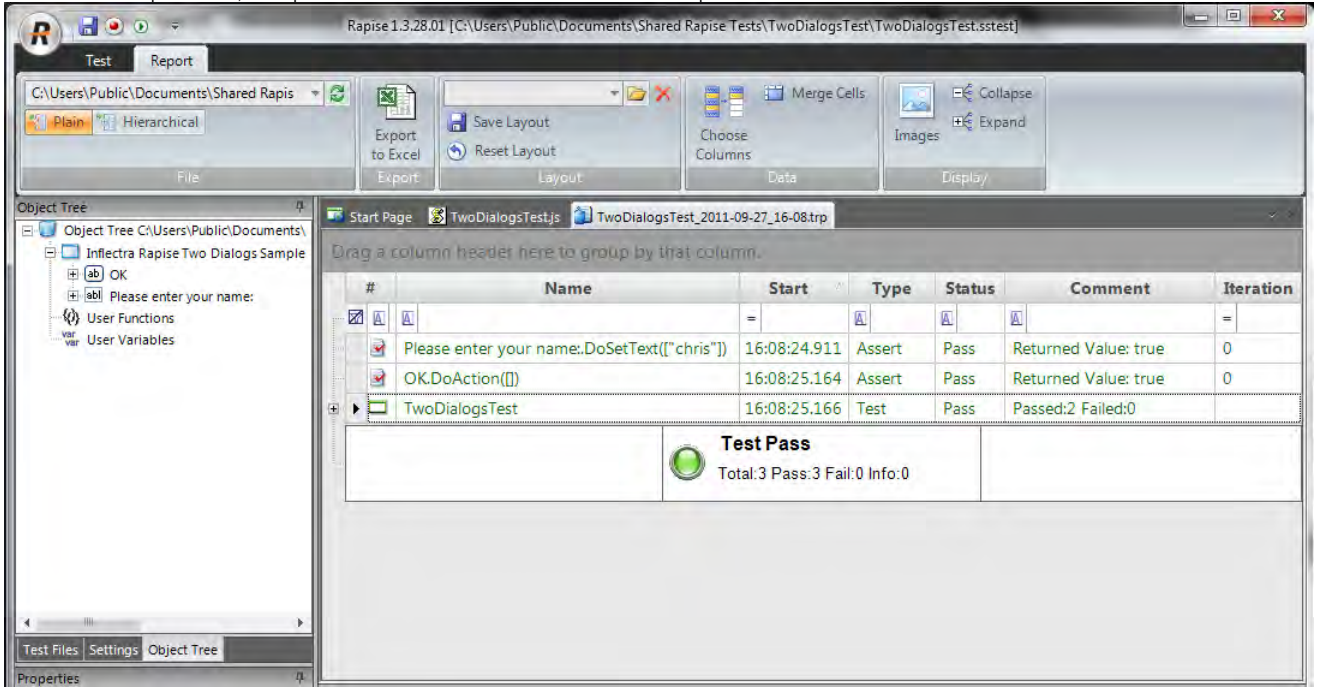 Rapise 1.3.28.01 [C:\Users\Public\Documents\Shared Rapise Tests\TwoDialogsTest\TwoDialogsTest.sstest]
Test Report
C:\Users\Public\Documents\Shared Rapis
Plain Hierarchical
File
Export to Excel
Export
Save Layout
Reset Layout
Layout
Choose Columns
Merge Cells
Data
Images
Collapse
Expand
Display
Object Tree
Object Tree C:\Users\Public\Documents\
Inflectra Rapise Two Dialogs Sample
ab OK
abl Please enter your name:
User Functions
var User Variables
Test Files Settings Object Tree
Properties
Start Page TwoDialogsTest.js TwoDialogsTest_2011-09-27_16-08.trp
Drag a column header here to group by that column.
# Name Start Type Status Comment Iteration
A A = A A A =
Please enter your name:.DoSetText(["chris"]) 16:08:24.911 Assert Pass Returned Value: true 0
OK.DoAction([]) 16:08:25.164 Assert Pass Returned Value: true 0
TwoDialogsTest 16:08:25.166 Test Pass Passed:2 Failed:0
Test Pass
Total:3 Pass:3 Fail:0 Info:0